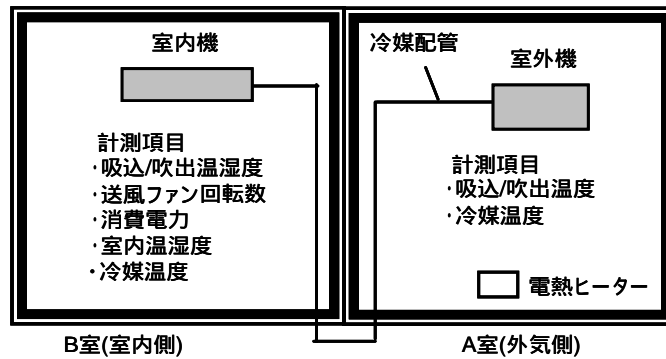 室内機
計測項目
・吸込/吹出温湿度
・送風ファン回転数
・消費電力
・室内温湿度
・冷媒温度
B室(室内側)
冷媒配管
室外機
計測項目
・吸込/吹出温度
・冷媒温度
電熱ヒーター
A室(外気側)